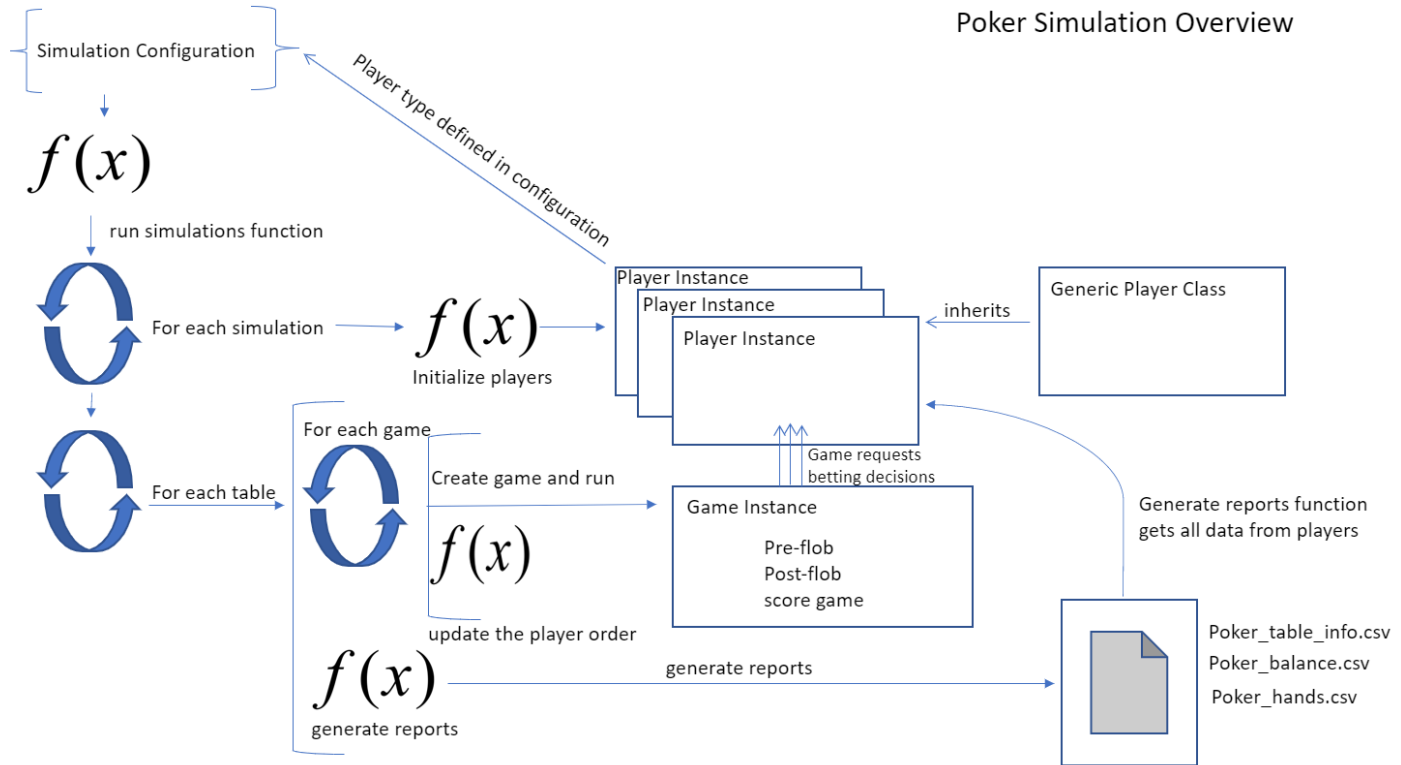 Poker Simulation Overview
Simulation Configuration
Player type defined in configuration
f(x)
run simulations function
For each simulation
f(x)
Initialize players
Player Instance
Player Instance
Player Instance
inherits
Generic Player Class
For each table
For each game
Create game and run
f(x)
update the player order
Game requests
betting decisions
Game Instance
Pre-flob
Post-flob
score game
Generate reports function
gets all data from players
f(x)
generate reports
generate reports
Poker_table_info.csv
Poker_balance.csv
Poker_hands.csv